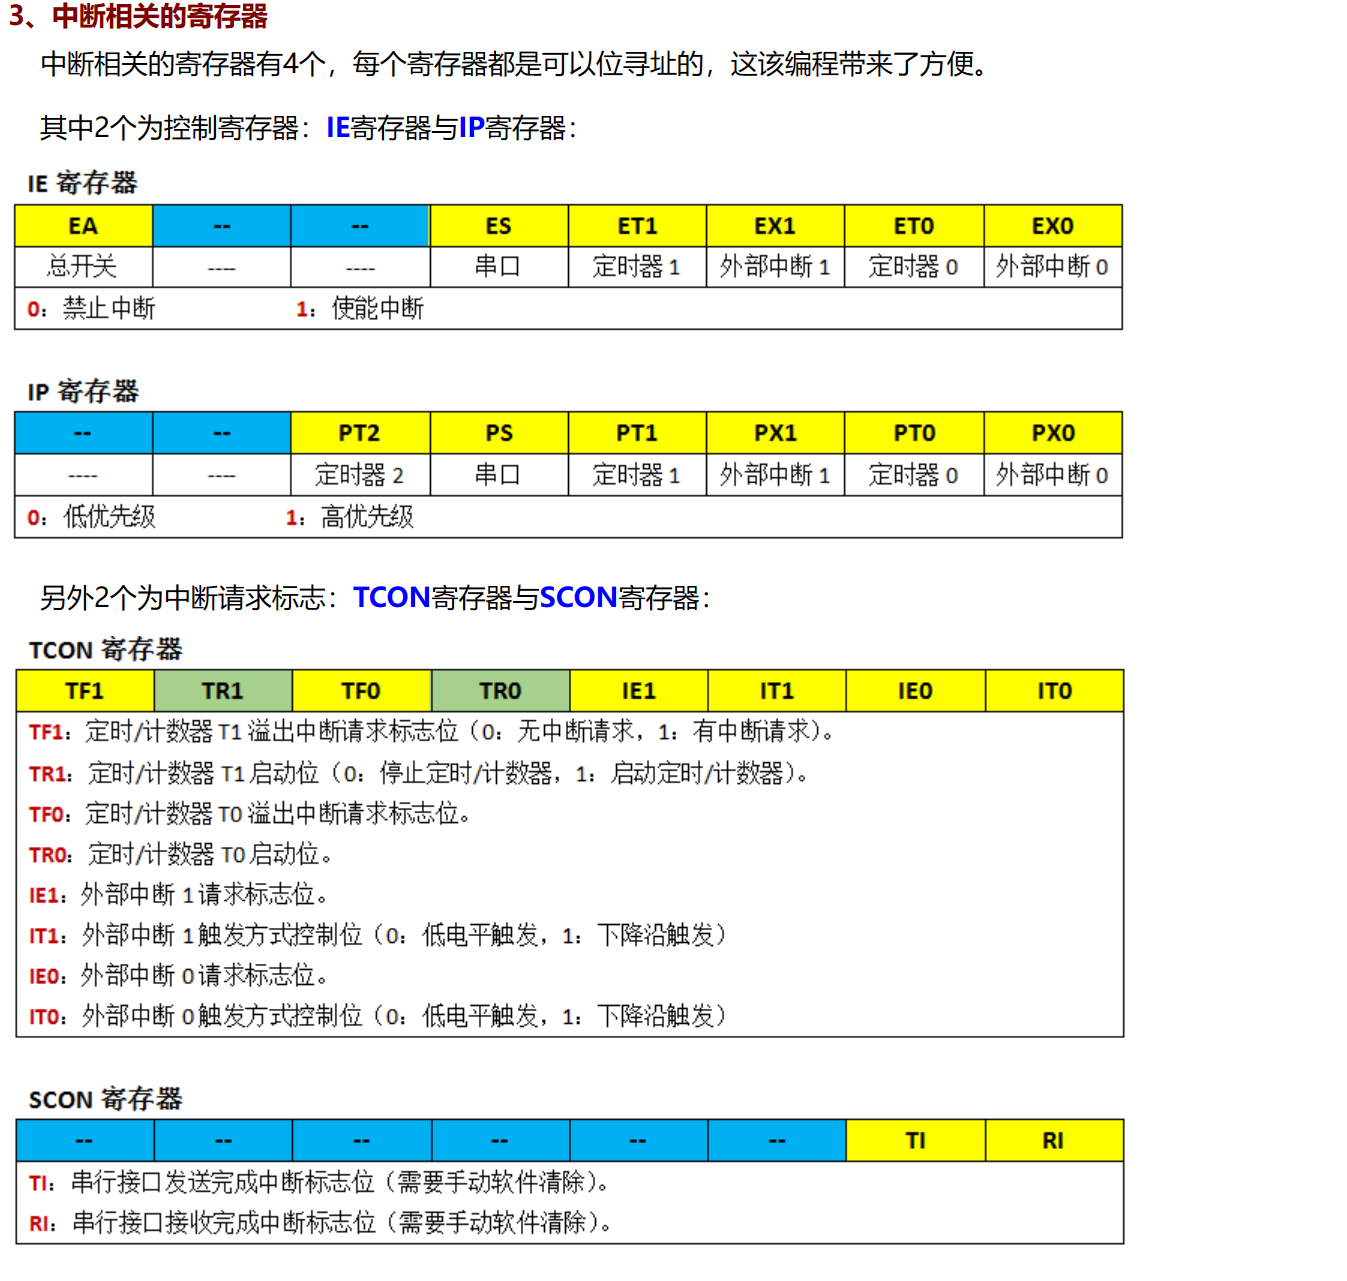 3、中断相关的寄存器
中断相关的寄存器有4个，每个寄存器都是可以位寻址的，这该编程带来了方便。
其中2个为控制寄存器：IE寄存器与IP寄存器：
IE 寄存器
EA -- -- ES ET1 EX1 ET0 EX0
总开关 ---- ---- 串口 定时器 1 外部中断 1 定时器 0 外部中断 0
0：禁止中断 1：使能中断
IP 寄存器
-- -- PT2 PS PT1 PX1 PT0 PX0
---- ---- 定时器 2 串口 定时器 1 外部中断 1 定时器 0 外部中断 0
0：低优先级 1：高优先级
另外2个为中断请求标志：TCON寄存器与SCON寄存器：
TCON 寄存器
TF1 TR1 TF0 TR0 IE1 IT1 IE0 IT0
TF1：定时/计数器 T1 溢出中断请求标志位（0：无中断请求，1：有中断请求）。
TR1：定时/计数器 T1 启动位（0：停止定时/计数器，1：启动定时/计数器）。
TF0：定时/计数器 T0 溢出中断请求标志位。
TR0：定时/计数器 T0 启动位。
IE1：外部中断 1 请求标志位。
IT1：外部中断 1 触发方式控制位（0：低电平触发，1：下降沿触发）
IE0：外部中断 0 请求标志位。
IT0：外部中断 0 触发方式控制位（0：低电平触发，1：下降沿触发）
SCON 寄存器
-- -- -- -- -- -- TI RI
TI：串行接口发送完成中断标志位（需要手动软件清除）。
RI：串行接口接收完成中断标志位（需要手动软件清除）。